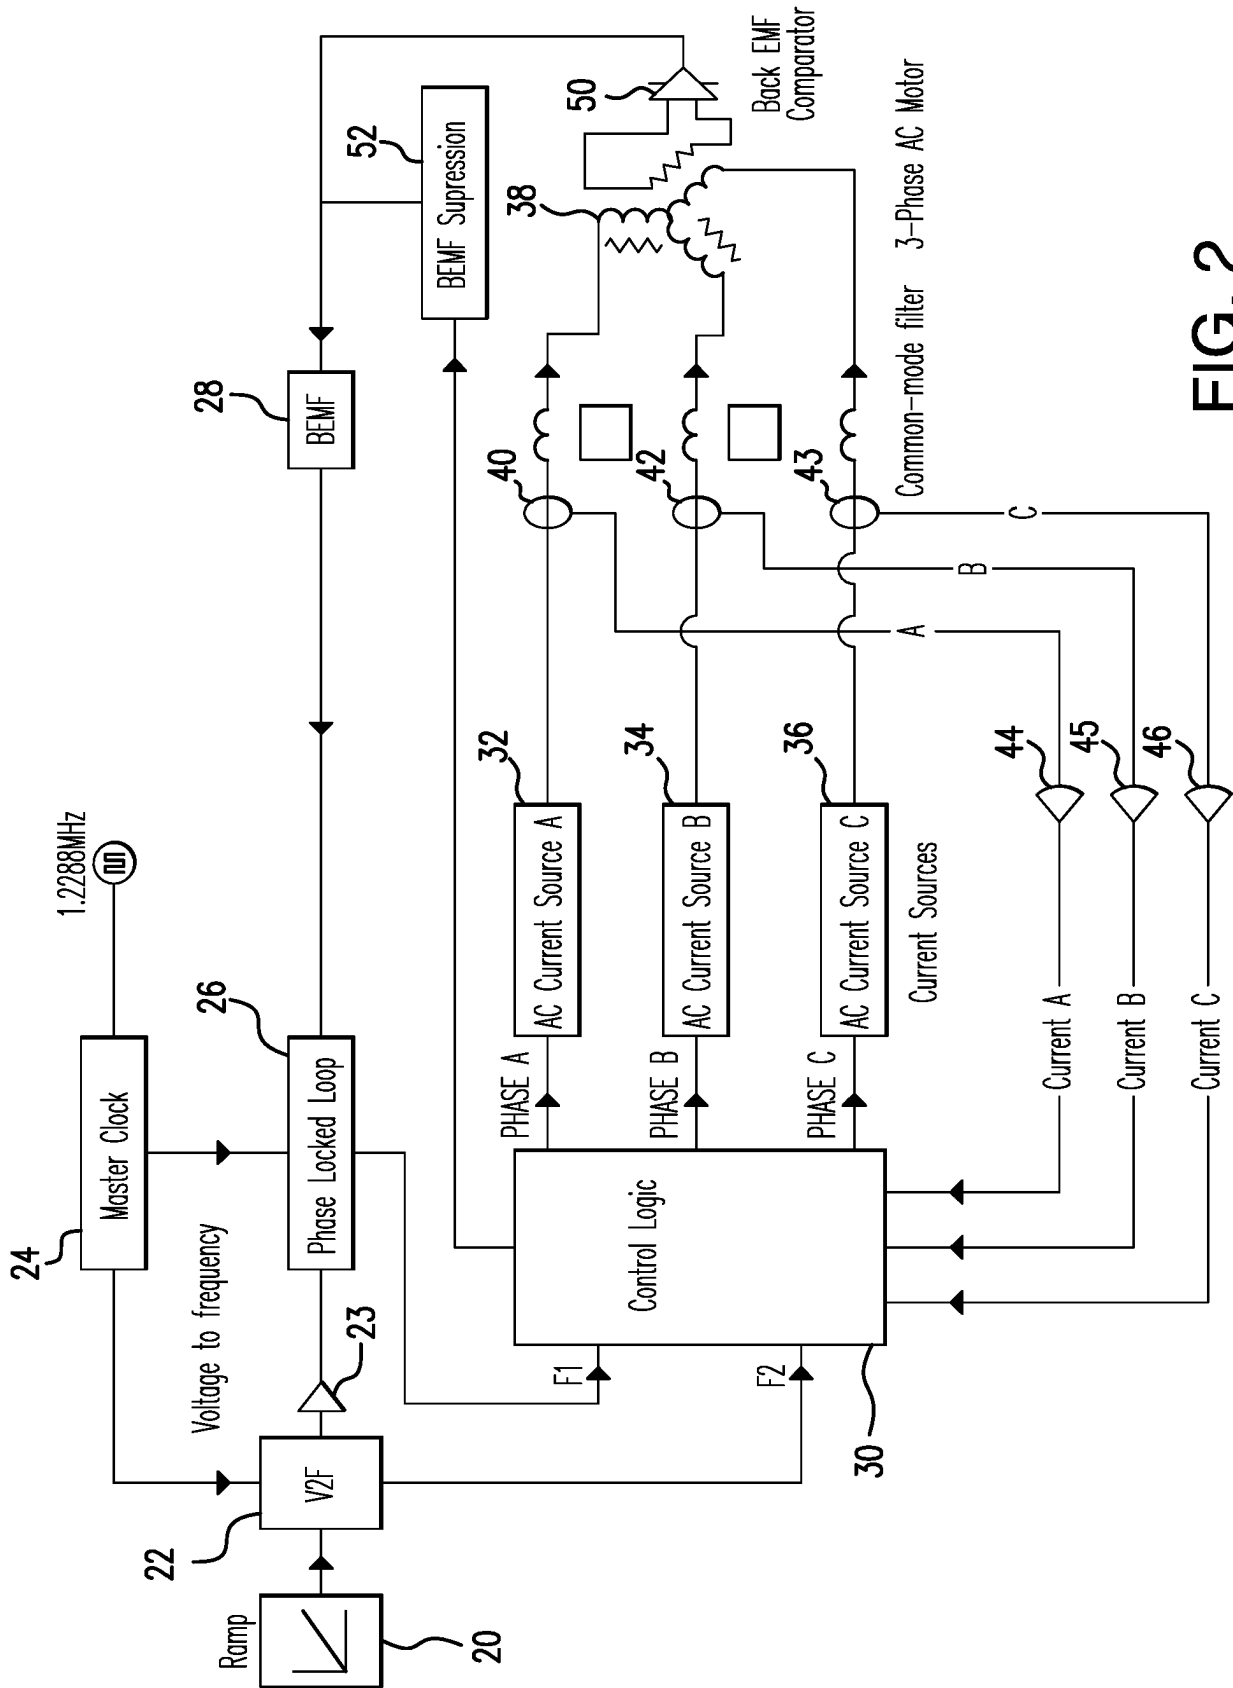 1.2288MHz
24
Master Clock
Ramp
20
22
V2F
Voltage to frequency
23
26
Phase Locked Loop
28
BEMF
52
BEMF Supression
F1
F2
30
Control Logic
PHASE A
PHASE B
PHASE C
32
AC Current Source A
34
AC Current Source B
36
AC Current Source C
Current Sources
40
42
43
38
50
Back EMF
Comparator
Common-mode filter
3-Phase AC Motor
A
B
C
44
45
46
Current A
Current B
Current C
FIG. 2